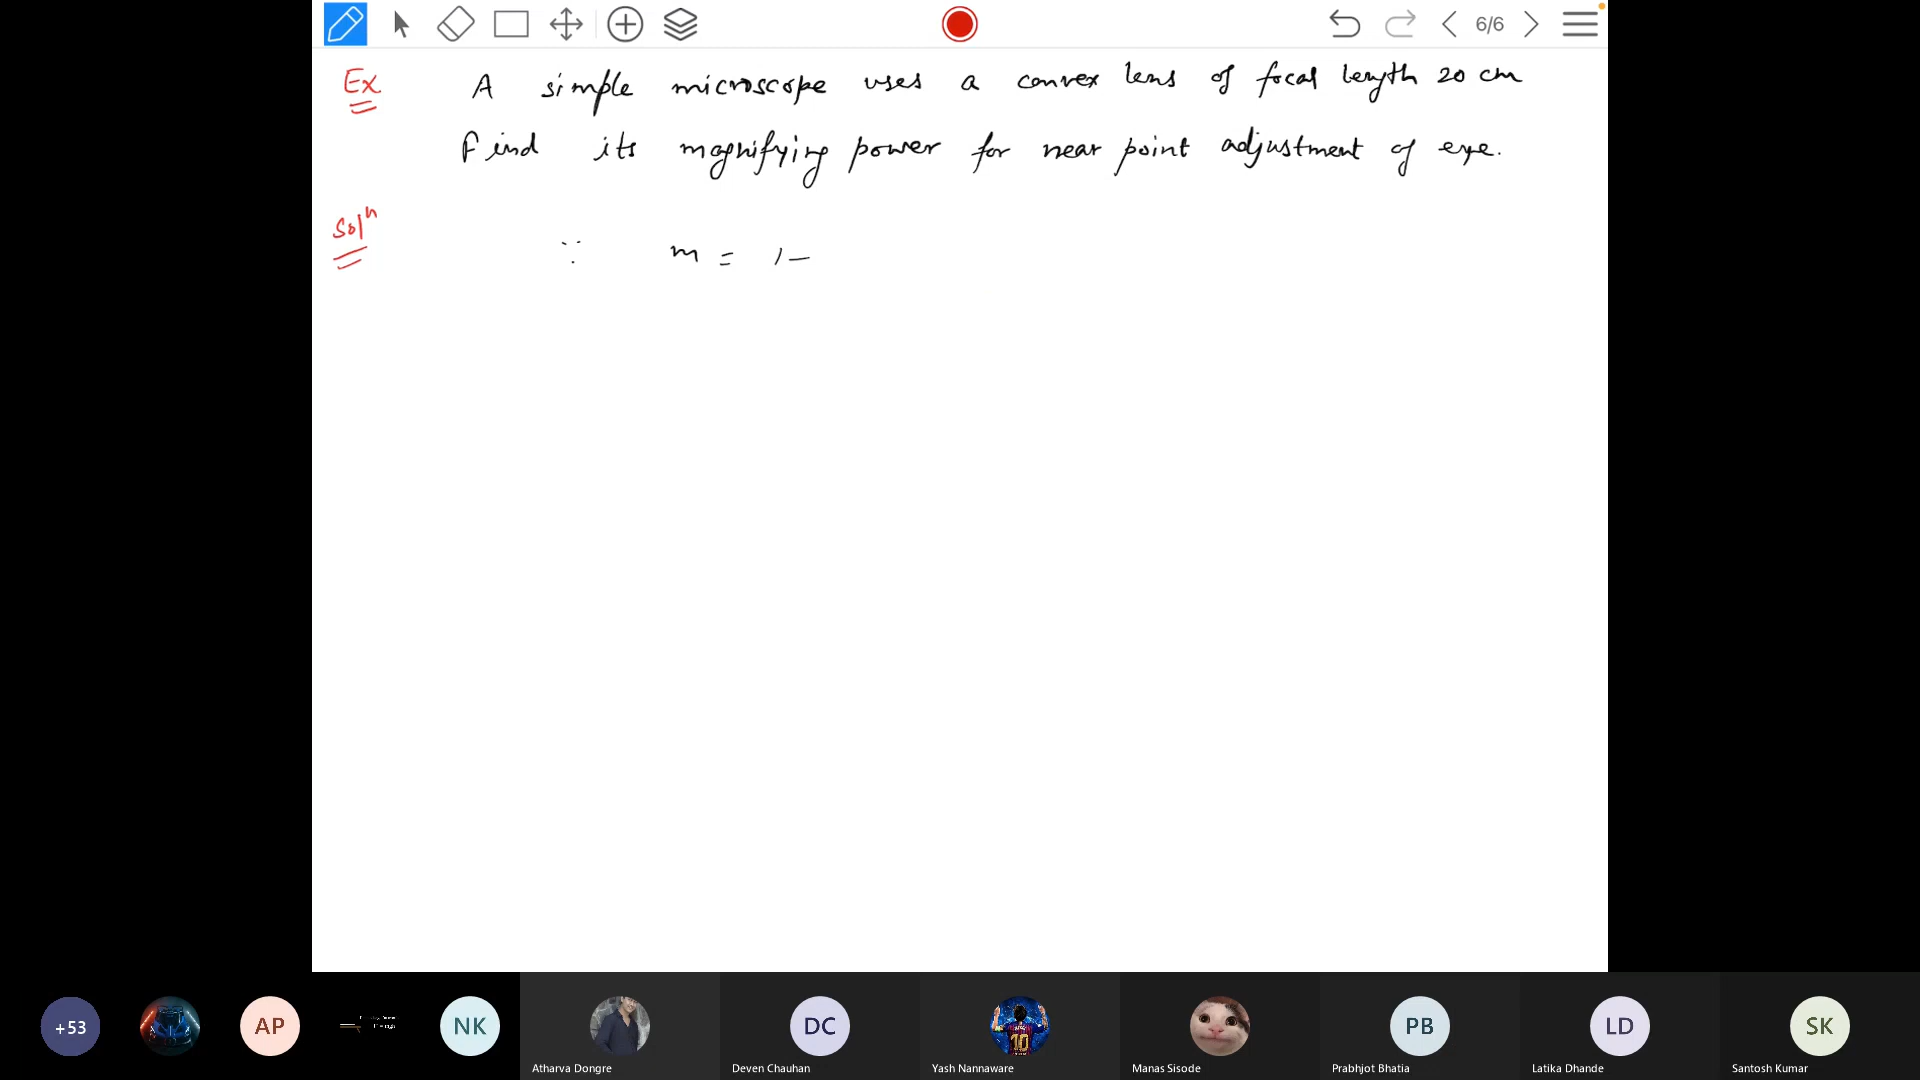 6/6
Ex A simple microscope uses a convex lens of focal length 20 cm
Find its magnifying power for near point adjustment of eye.
Solⁿ
∵ m = 1-
+53
AP
NK
DC
10
PB
LD
SK
Atharva Dongre
Deven Chauhan
Yash Nannaware
Manas Sisode
Prabhjot Bhatia
Latika Dhande
Santosh Kumar